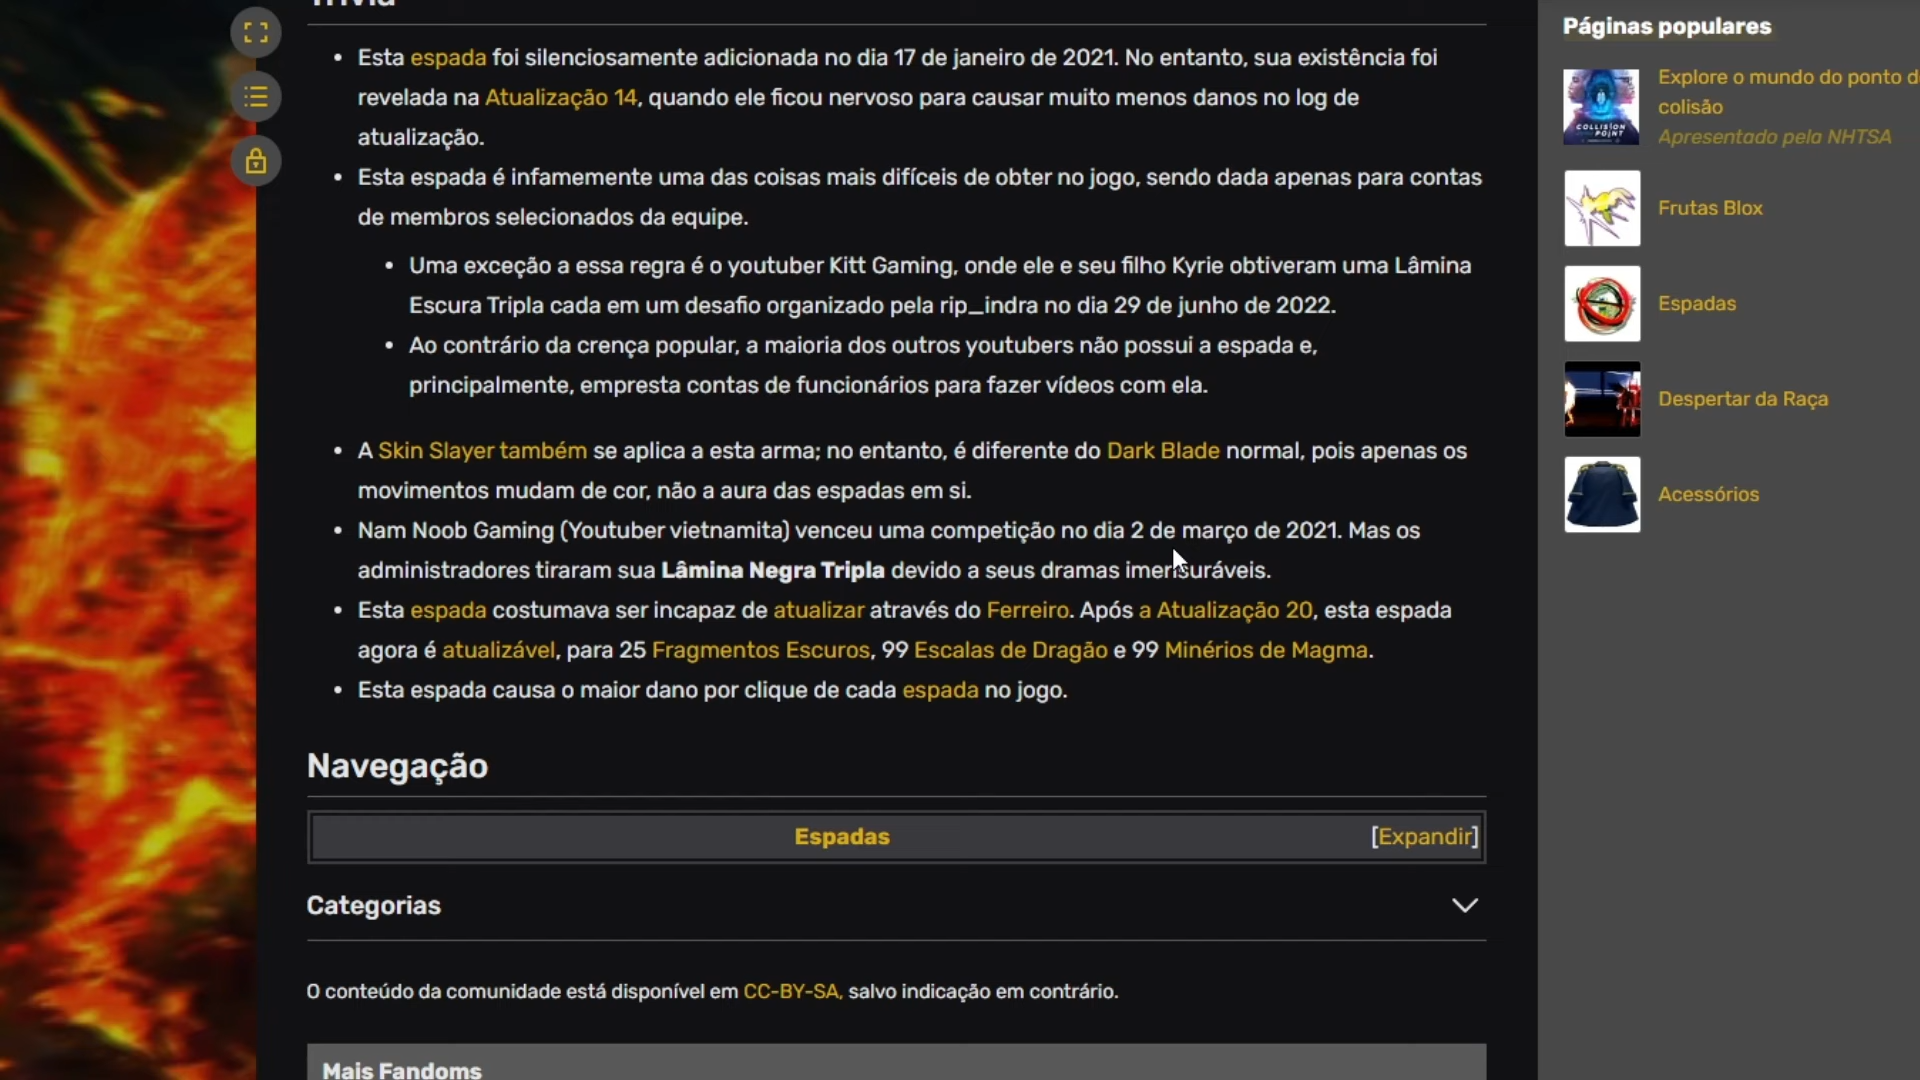 Trivia
Esta espada foi silenciosamente adicionada no dia 17 de janeiro de 2021. No entanto, sua existência foi
revelada na Atualização 14, quando ele ficou nervoso para causar muito menos danos no log de
atualização.
Esta espada é infamemente uma das coisas mais difíceis de obter no jogo, sendo dada apenas para contas
de membros selecionados da equipe.
Uma exceção a essa regra é o youtuber Kitt Gaming, onde ele e seu filho Kyrie obtiveram uma Lâmina
Escura Tripla cada em um desafio organizado pela rip_indra no dia 29 de junho de 2022.
Ao contrário da crença popular, a maioria dos outros youtubers não possui a espada e,
principalmente, empresta contas de funcionários para fazer vídeos com ela.
A Skin Slayer também se aplica a esta arma; no entanto, é diferente do Dark Blade normal, pois apenas os
movimentos mudam de cor, não a aura das espadas em si.
Nam Noob Gaming (Youtuber vietnamita) venceu uma competição no dia 2 de março de 2021. Mas os
administradores tiraram sua Lâmina Negra Tripla devido a seus dramas imensuráveis.
Esta espada costumava ser incapaz de atualizar através do Ferreiro. Após a Atualização 20, esta espada
agora é atualizável, para 25 Fragmentos Escuros, 99 Escalas de Dragão e 99 Minérios de Magma.
Esta espada causa o maior dano por clique de cada espada no jogo.
Navegação
Espadas
[Expandir]
Categorias
O conteúdo da comunidade está disponível em CC-BY-SA, salvo indicação em contrário.
Mais Fandoms
Páginas populares
COLLISION
POINT
Explore o mundo do ponto de
colisão
Apresentado pela NHTSA
Frutas Blox
Espadas
Despertar da Raça
Acessórios